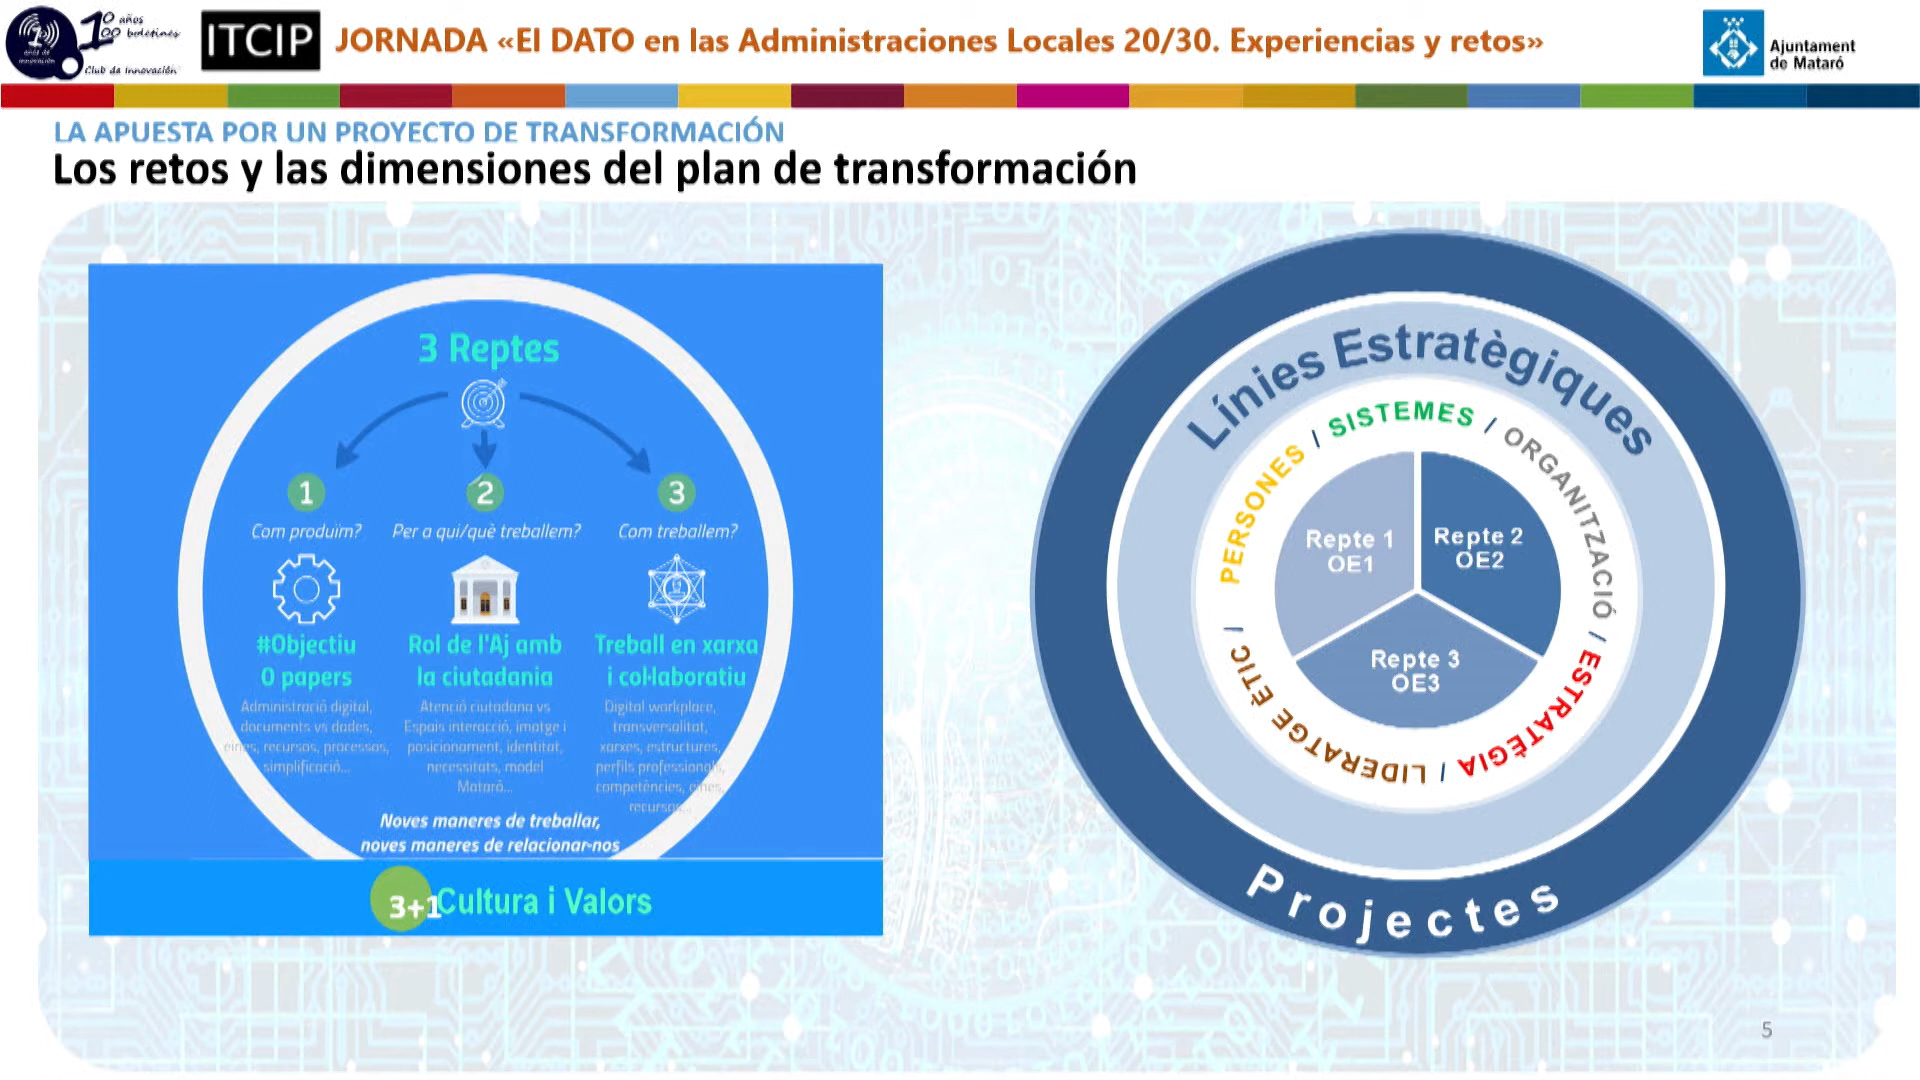 10 años
100 boletines
Club de Innovación
ITCIP
JORNADA «El DATO en las Administraciones Locales 20/30. Experiencias y retos»
Ajuntament
de Mataró
LA APUESTA POR UN PROYECTO DE TRANSFORMACIÓN
Los retos y las dimensiones del plan de transformación
3 Reptes
1
2
3
Com produïm?
Per a qui/què treballem?
Com treballem?
#Objectiu
0 papers
Rol de l'Aj amb
la ciutadania
Treball en xarxa
i col·laboratiu
Administració digital,
documents vs dades,
eines, recursos, processos,
simplificació...
Atenció ciutadana vs
Espais interacció, imatge i
posicionament, identitat,
necessitats, model
Mataró...
Digital workplace,
transversalitat,
xarxes, estructures,
perfils professionals,
competències, eines,
recursos...
Noves maneres de treballar,
noves maneres de relacionar-nos
3+1 Cultura i Valors
Línies Estratègiques
PERSONES / SISTEMES / ORGANITZACIÓ / ESTRATÈGIA / LIDERATGE ÈTIC /
Repte 1
OE1
Repte 2
OE2
Repte 3
OE3
Projectes
5